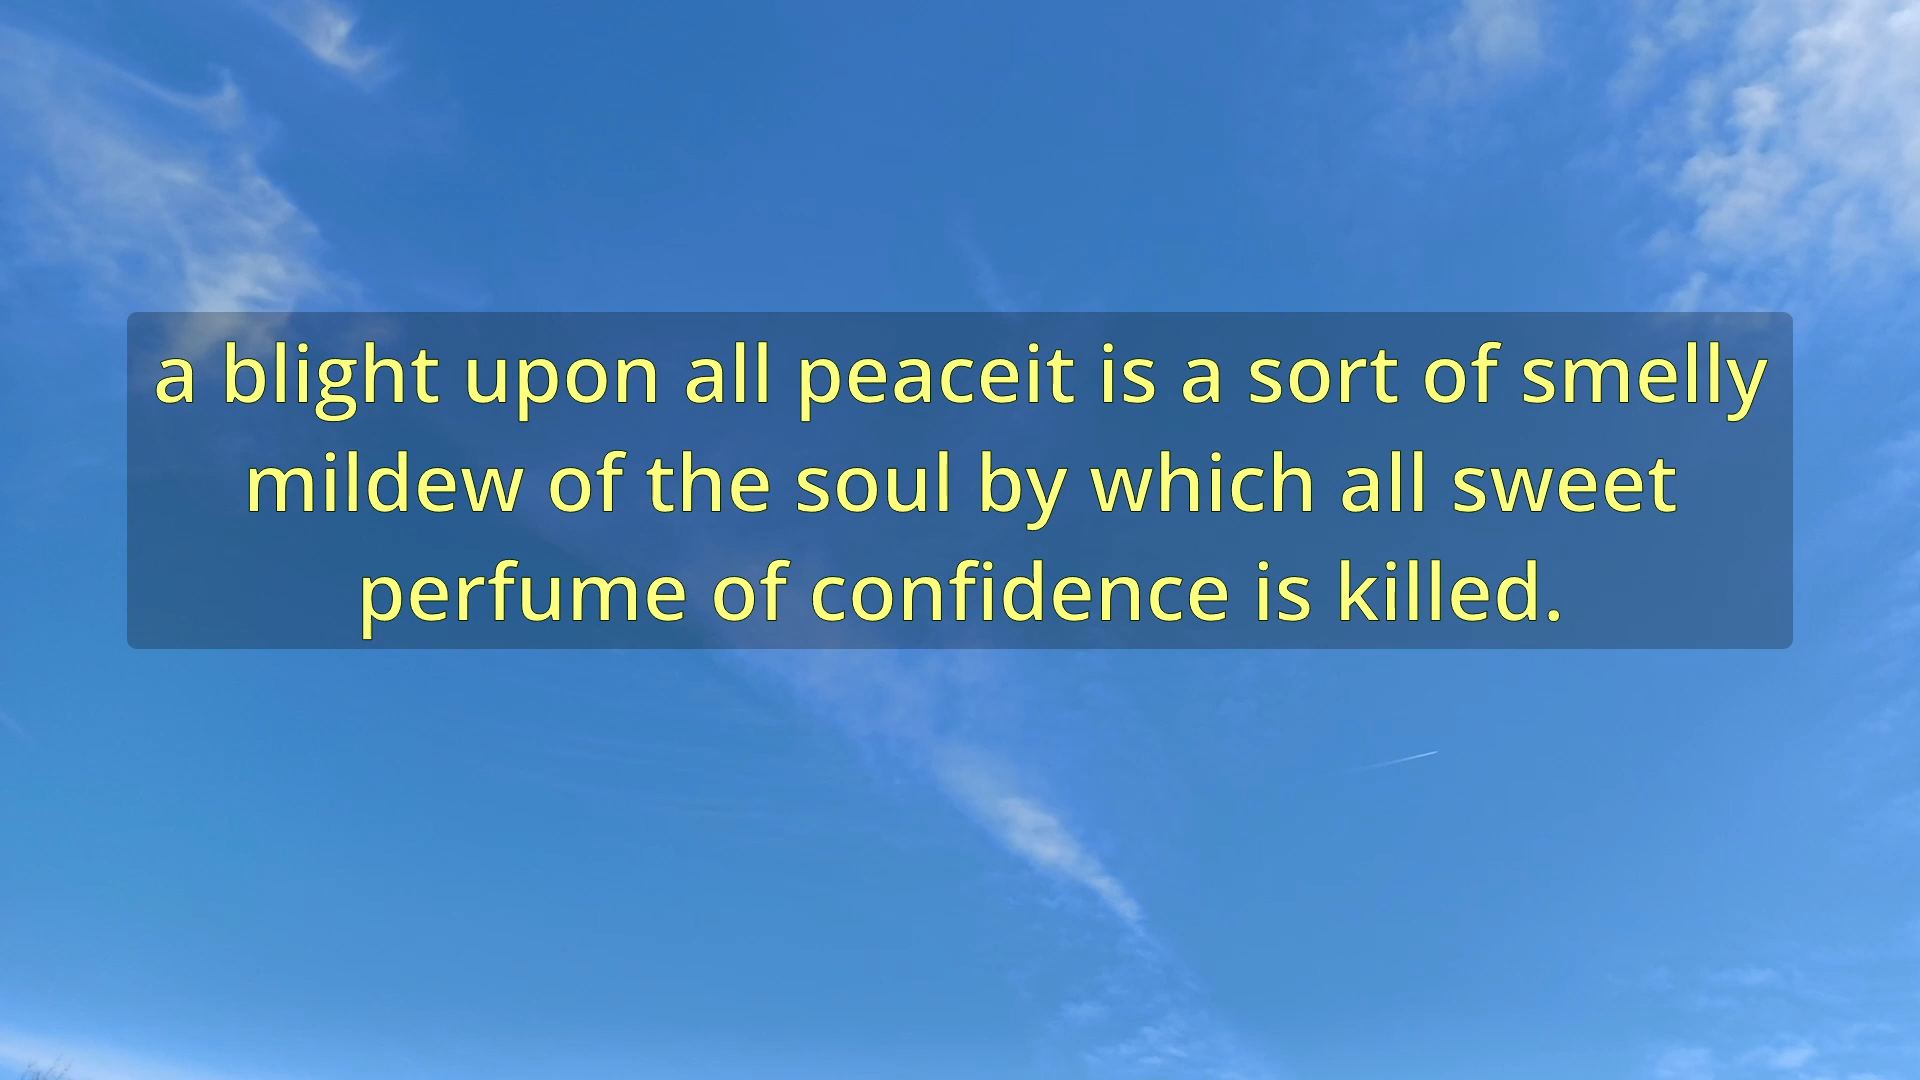 a blight upon all peaceit is a sort of smelly
mildew of the soul by which all sweet
perfume of confidence is killed.